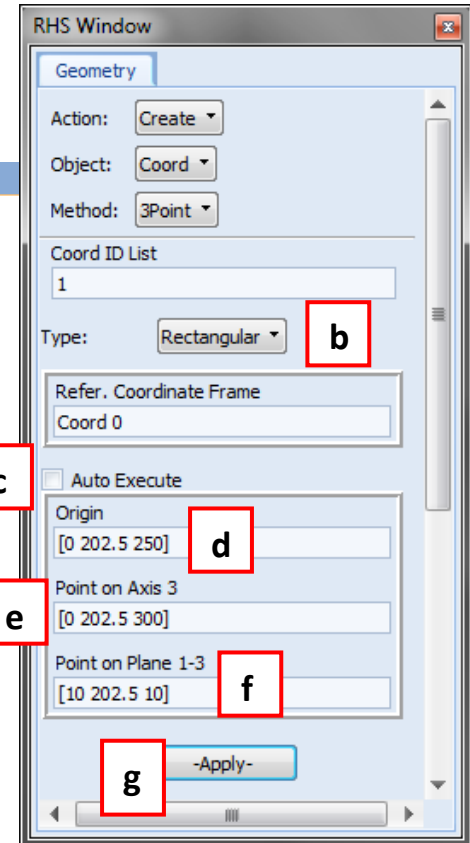 RHS Window
Geometry
Action: Create
Object: Coord
Method: 3Point
Coord ID List
1
Type: Rectangular b
Refer. Coordinate Frame
Coord 0
c Auto Execute
Origin
[0 202.5 250] d
Point on Axis 3
e [0 202.5 300]
Point on Plane 1-3
[10 202.5 10] f
g -Apply-